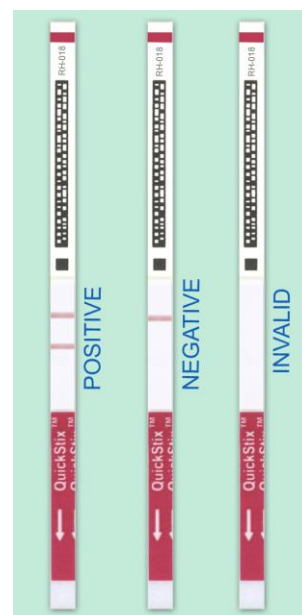 RH-018
POSITIVE
QuickStix™
RH-018
NEGATIVE
QuickStix™
RH-018
INVALID
QuickStix™